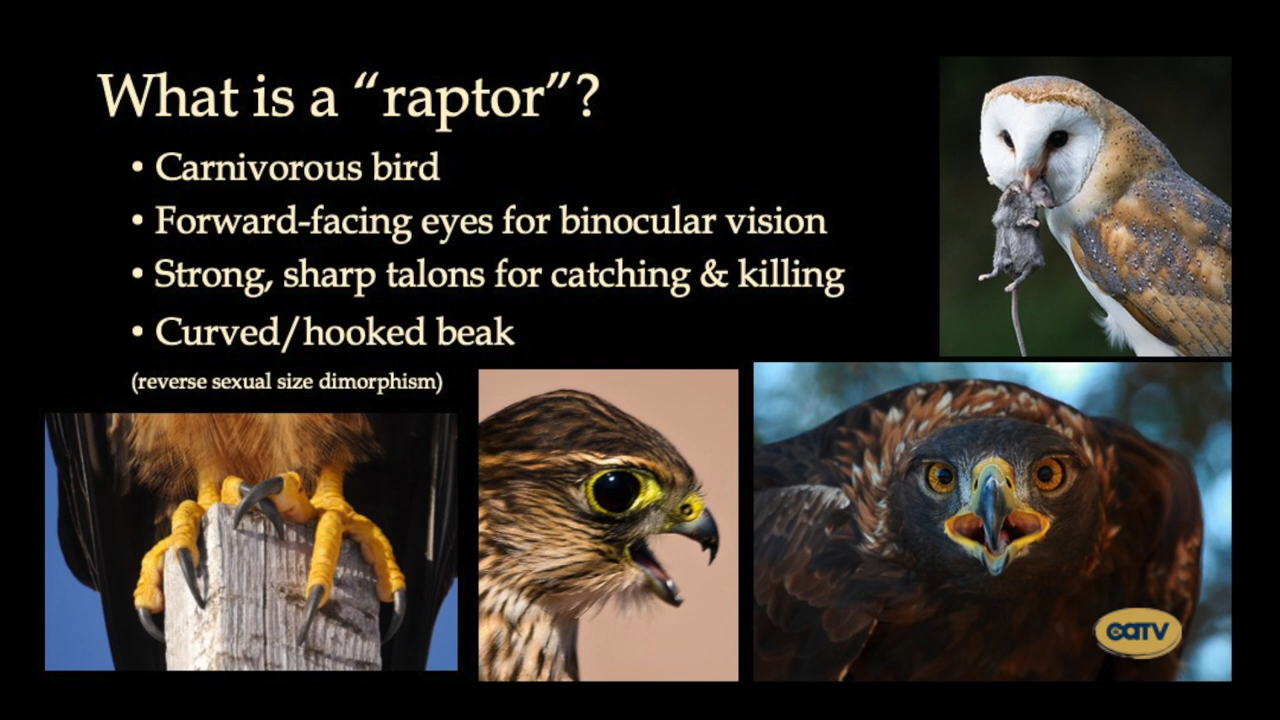 What is a “raptor”?
• Carnivorous bird
• Forward-facing eyes for binocular vision
• Strong, sharp talons for catching & killing
• Curved/hooked beak
(reverse sexual size dimorphism)
CATV